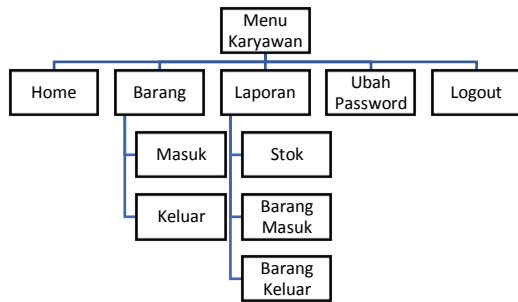 Menu
Karyawan
Home
Barang
Laporan
Ubah
Password
Logout
Masuk
Stok
Keluar
Barang
Masuk
Barang
Keluar